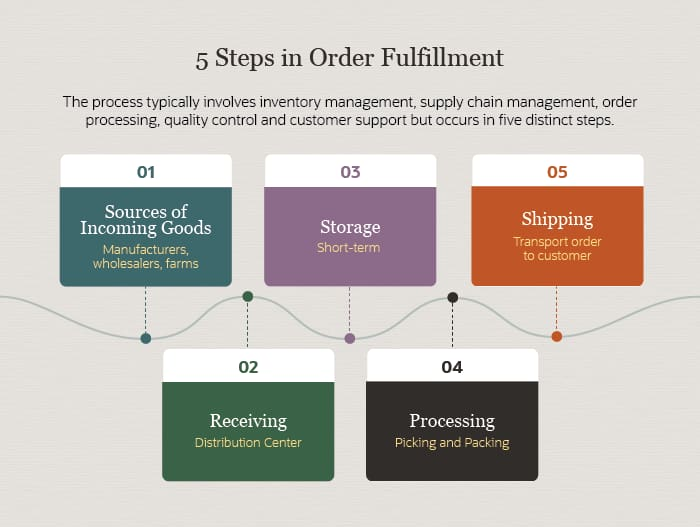 5 Steps in Order Fulfillment
The process typically involves inventory management, supply chain management, order
processing, quality control and customer support but occurs in five distinct steps.
01
Sources of
Incoming Goods
Manufacturers,
wholesalers, farms
02
Receiving
Distribution Center
03
Storage
Short-term
04
Processing
Picking and Packing
05
Shipping
Transport order
to customer